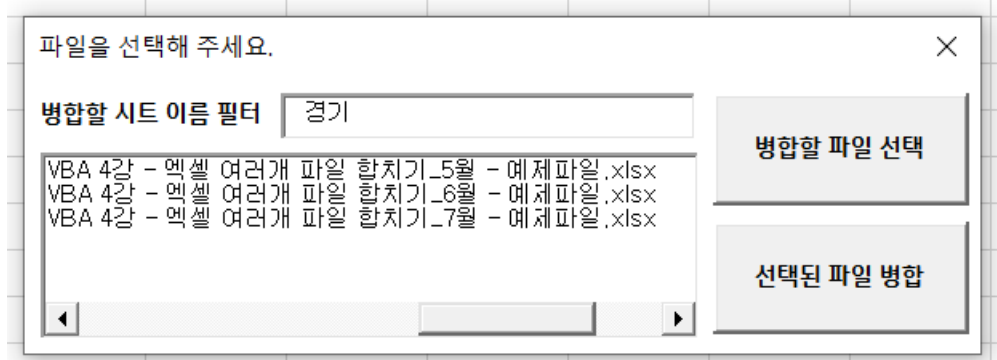 파일을 선택해 주세요.
병합할 시트 이름 필터
경기
병합할 파일 선택
VBA 4강 - 엑셀 여러개 파일 합치기_5월 - 예제파일.xlsx
VBA 4강 - 엑셀 여러개 파일 합치기_6월 - 예제파일.xlsx
VBA 4강 - 엑셀 여러개 파일 합치기_7월 - 예제파일.xlsx
선택된 파일 병합